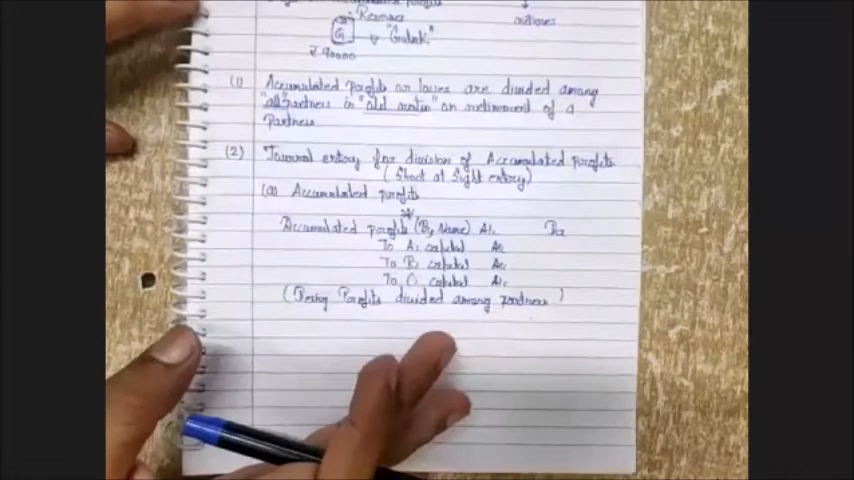 Reserves
G "Gulak"
₹ 90000
(1) Accumulated profits or losses are divided among
"all" partners in "old ratio" on retirement of a
Partner
(2) *Journal entry for division of Accumulated profits
( Shoot at sight entry)
(a) Accumulated profits
Accumulated profits (By Name) A/c Dr
To A's capital A/c
To B's capital A/c
To C's capital A/c
(Being Profits divided among partners)